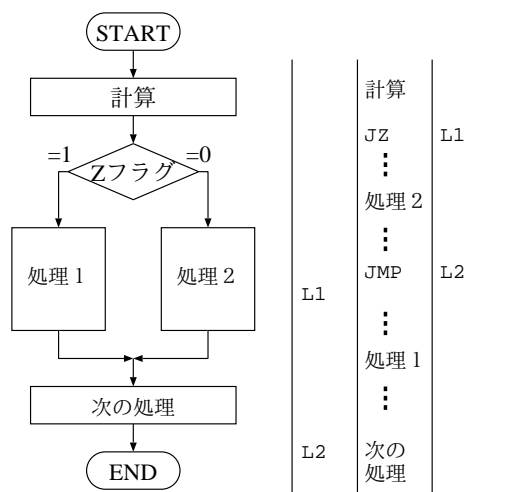 START
計算
=1
Zフラグ
=0
処理1
処理2
次の処理
END
計算
JZ L1
処理2
JMP L2
L1
処理1
L2 次の
処理